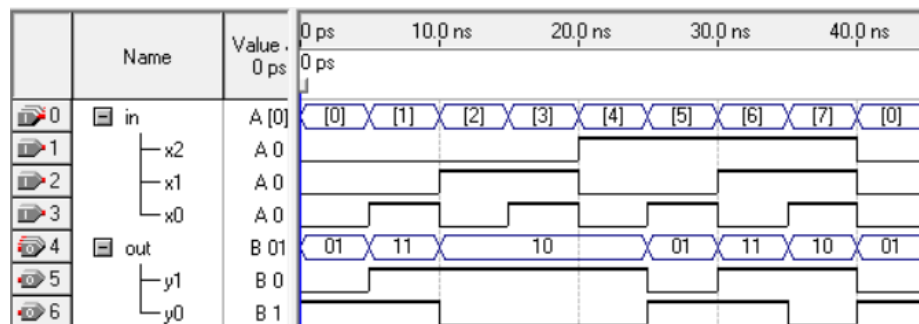 Name
Value .
0 ps
0 ps 10.0 ns 20.0 ns 30.0 ns 40.0 ns
0 ps
0 in A [0] [0] [1] [2] [3] [4] [5] [6] [7] [0]
1 x2 A 0
2 x1 A 0
3 x0 A 0
4 out B 01 01 11 10 01 11 10 01
5 y1 B 0
6 y0 B 1